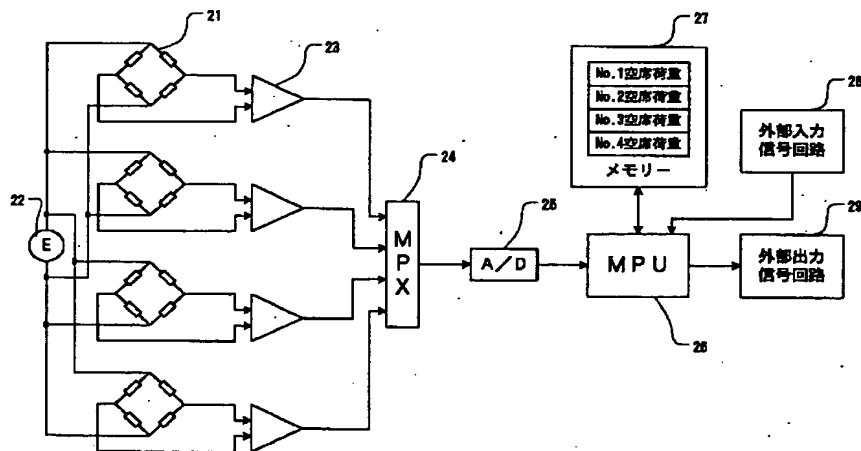 21
23
27
No.1空席荷重
No.2空席荷重
No.3空席荷重
No.4空席荷重
メモリー
28
外部入力
信号回路
24
22
E
MPX
25
A/D
MPU
29
外部出力
信号回路
26